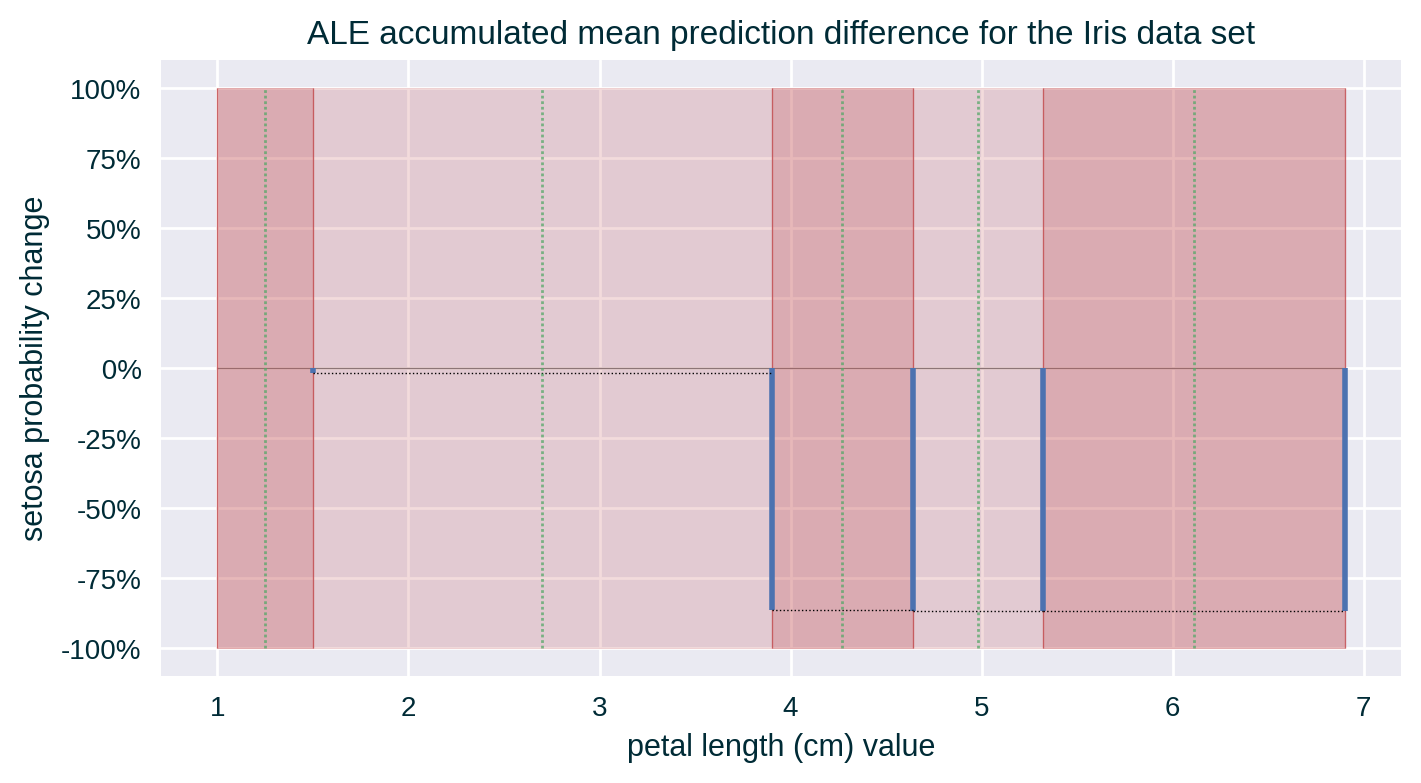 ALE accumulated mean prediction difference for the Iris data set
100%
75%
50%
25%
0%
-25%
-50%
-75%
-100%
setosa probability change
1 2 3 4 5 6 7
petal length (cm) value